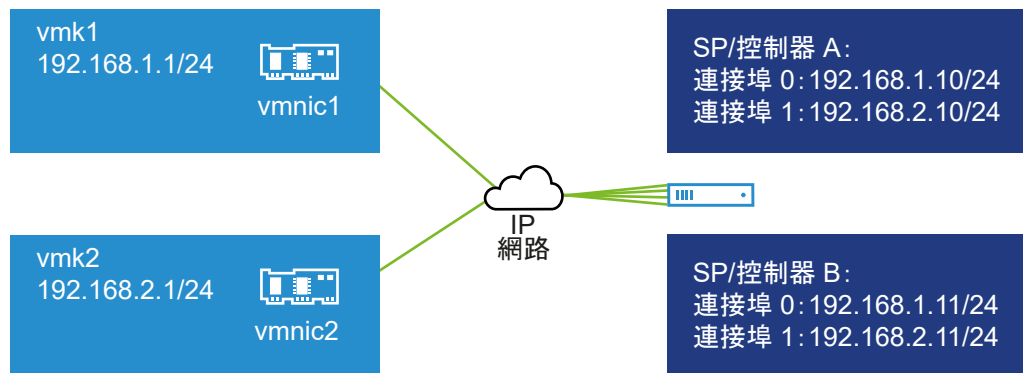 vmk1
192.168.1.1/24
vmnic1
SP/控制器 A：
連接埠 0：192.168.1.10/24
連接埠 1：192.168.2.10/24
IP
網路
vmk2
192.168.2.1/24
vmnic2
SP/控制器 B：
連接埠 0：192.168.1.11/24
連接埠 1：192.168.2.11/24